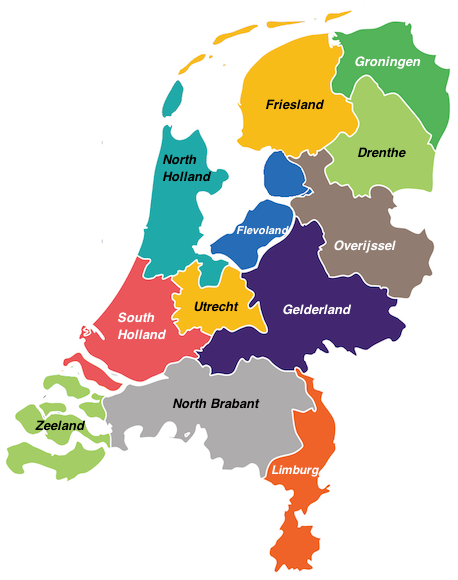 Groningen
Friesland
Drenthe
North
Holland
Flevoland
Overijssel
Utrecht
Gelderland
South
Holland
North Brabant
Zeeland
Limburg